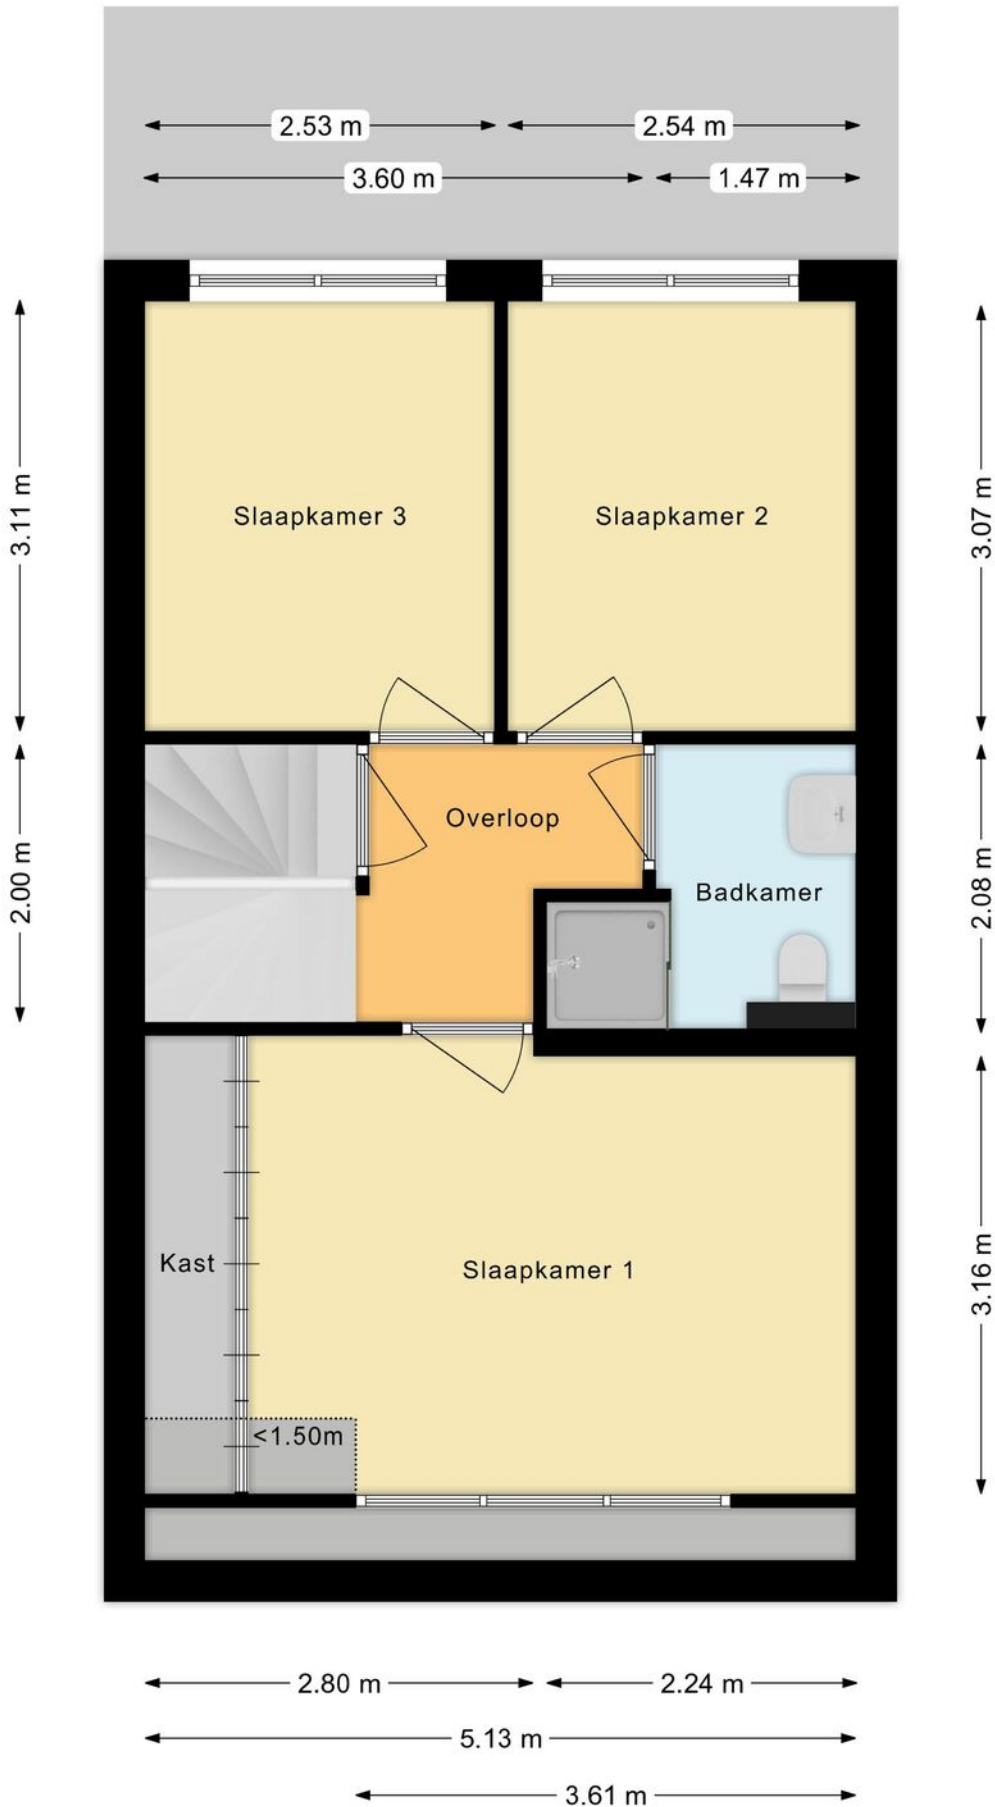 2.53 m
2.54 m
3.60 m
1.47 m
3.11 m
3.07 m
Slaapkamer 3
Slaapkamer 2
Overloop
2.00 m
Badkamer
2.08 m
Kast
Slaapkamer 1
3.16 m
<1.50m
2.80 m
2.24 m
5.13 m
3.61 m